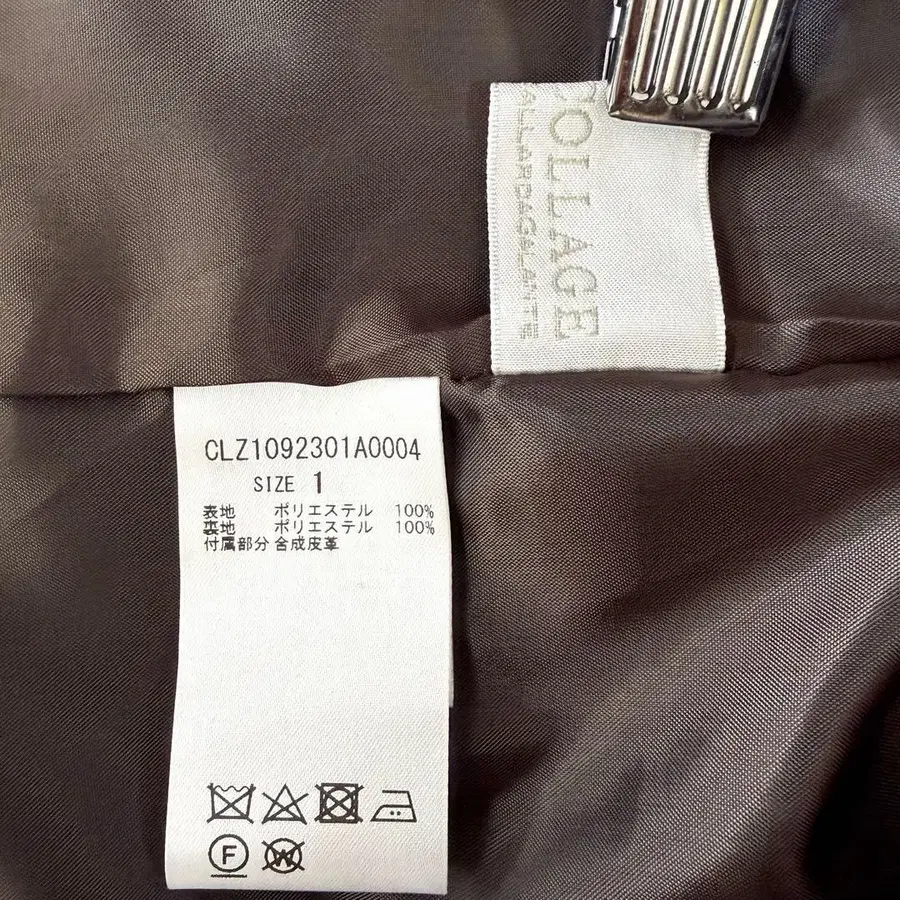 COLLAGE
GALLARDAGALANTE
CLZ1092301A0004
SIZE 1
表地 ポリエステル 100%
裏地 ポリエステル 100%
付属部分 合成皮革
F
W